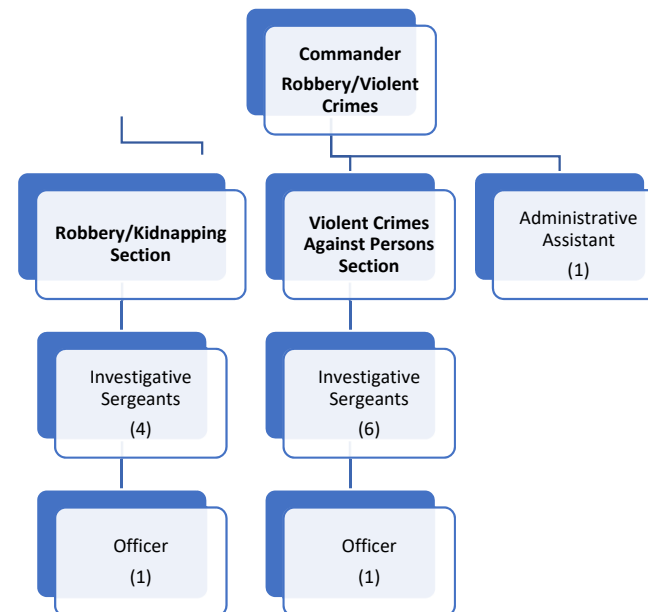 Commander
Robbery/Violent
Crimes
Robbery/Kidnapping
Section
Violent Crimes
Against Persons
Section
Administrative
Assistant
(1)
Investigative
Sergeants
(4)
Investigative
Sergeants
(6)
Officer
(1)
Officer
(1)